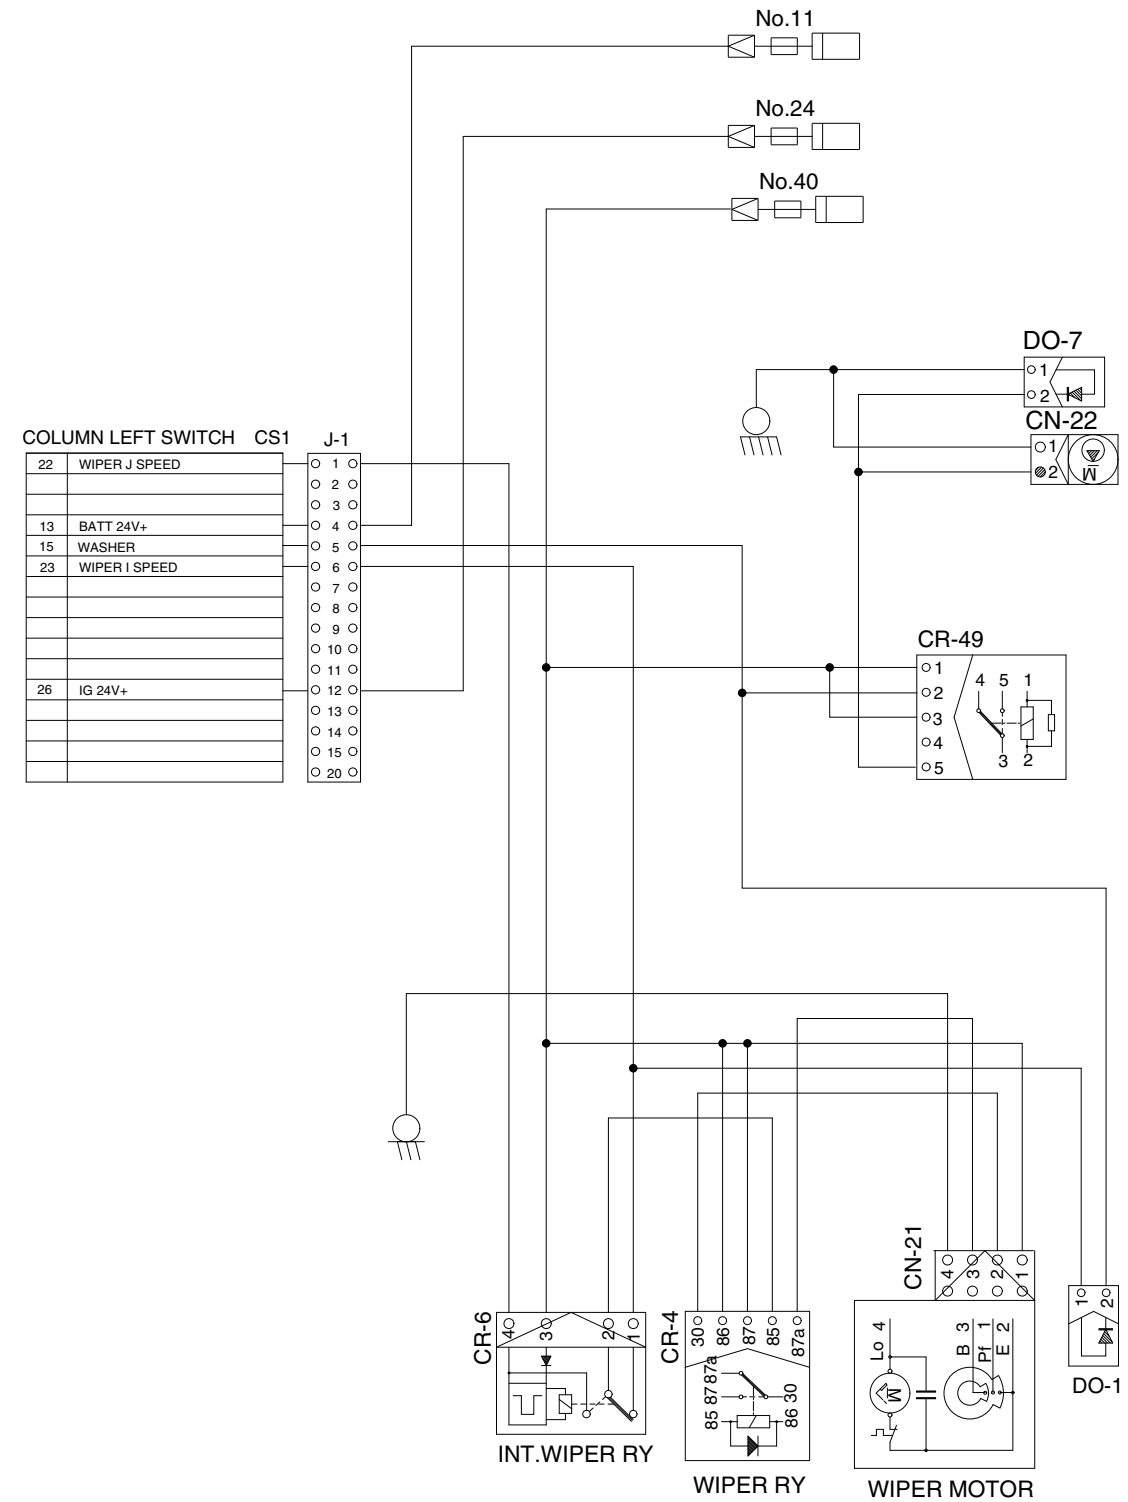 No.11
No.24
No.40
DO-7
1
2
CN-22
1
2
M
COLUMN LEFT SWITCH CS1 J-1
22 WIPER J SPEED 1
2
3
13 BATT 24V+ 4
15 WASHER 5
23 WIPER I SPEED 6
7
8
9
10
11
26 IG 24V+ 12
13
14
15
20
CR-49
1
2
3
4
5
4 5 1
3 2
CR-6
4 3 2 1
INT.WIPER RY
CR-4
30 86 87 85 87a
87a
87 30
85 86
WIPER RY
CN-21
4 3 2 1
Lo 4
B 3
Pf 1
E 2
M
WIPER MOTOR
1 2
DO-1